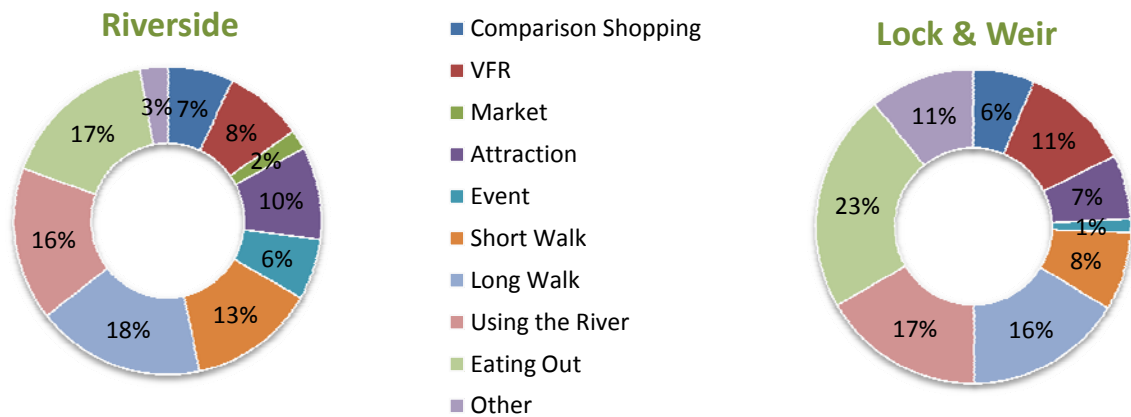 Riverside
3%
7%
8%
2%
10%
6%
13%
18%
16%
17%
Comparison Shopping
VFR
Market
Attraction
Event
Short Walk
Long Walk
Using the River
Eating Out
Other
Lock & Weir
11%
6%
11%
7%
1%
8%
16%
17%
23%